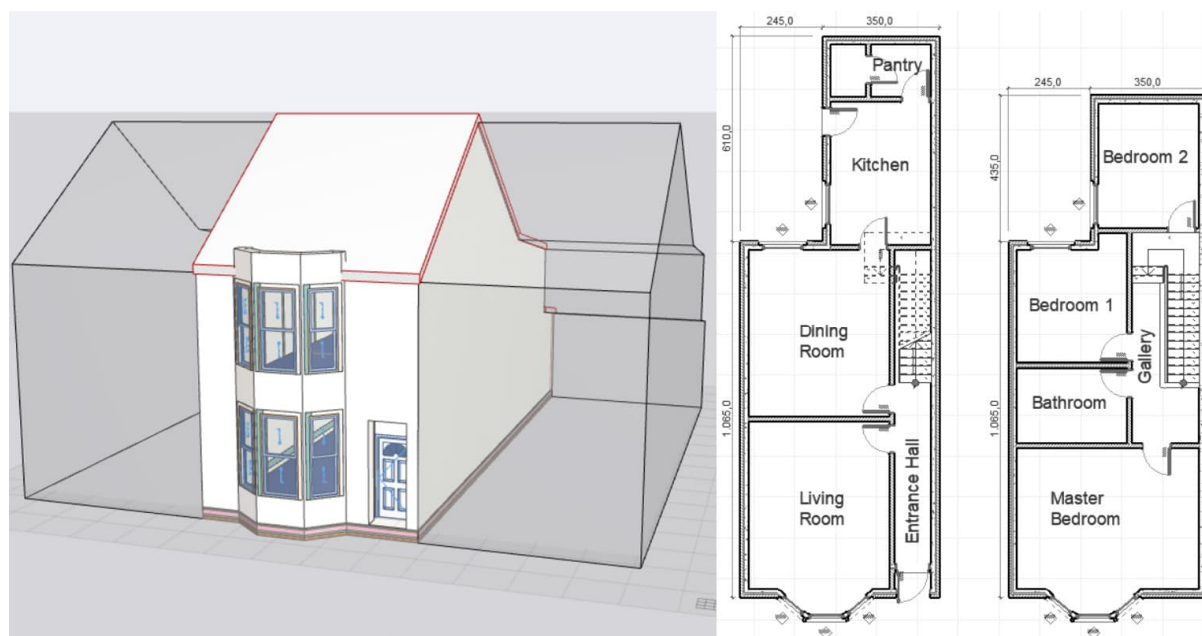 245,0
350,0
610,0
1.065,0
Pantry
Kitchen
Dining
Room
Living
Room
Entrance Hall
245,0
350,0
435,0
1.065,0
Bedroom 2
Bedroom 1
Gallery
Bathroom
Master
Bedroom